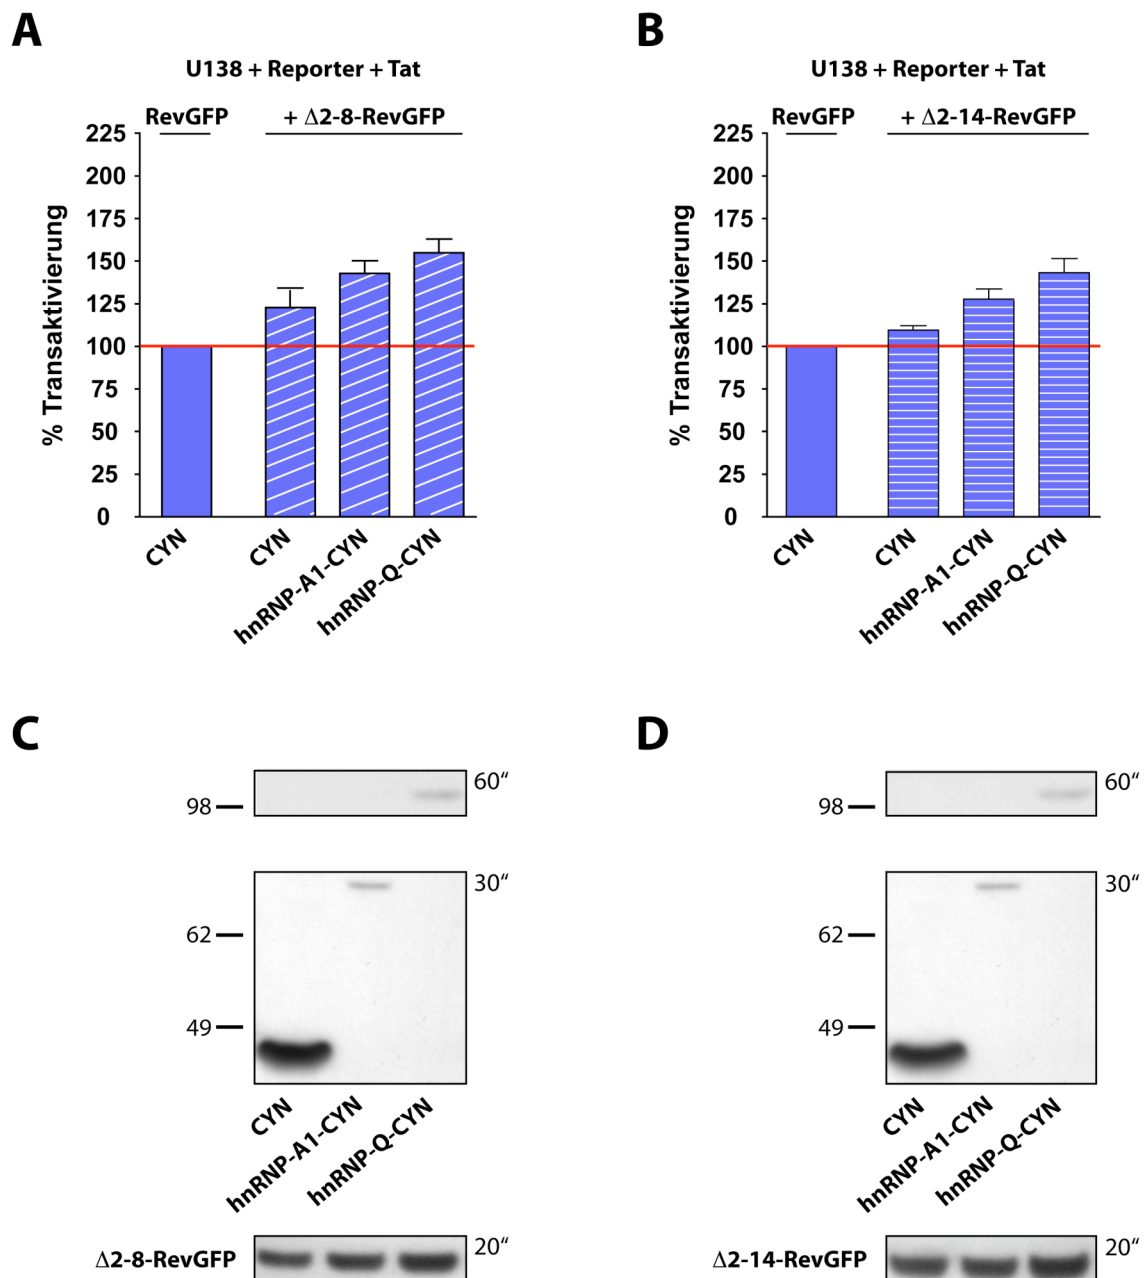 A
U138 + Reporter + Tat
RevGFP
+ Δ2-8-RevGFP
% Transaktivierung
225
200
175
150
125
100
75
50
25
0
CYN
CYN
hnRNP-A1-CYN
hnRNP-Q-CYN
B
U138 + Reporter + Tat
RevGFP
+ Δ2-14-RevGFP
% Transaktivierung
225
200
175
150
125
100
75
50
25
0
CYN
CYN
hnRNP-A1-CYN
hnRNP-Q-CYN
C
60“
98
30“
62
49
CYN
hnRNP-A1-CYN
hnRNP-Q-CYN
Δ2-8-RevGFP
20“
D
60“
98
30“
62
49
CYN
hnRNP-A1-CYN
hnRNP-Q-CYN
Δ2-14-RevGFP
20“